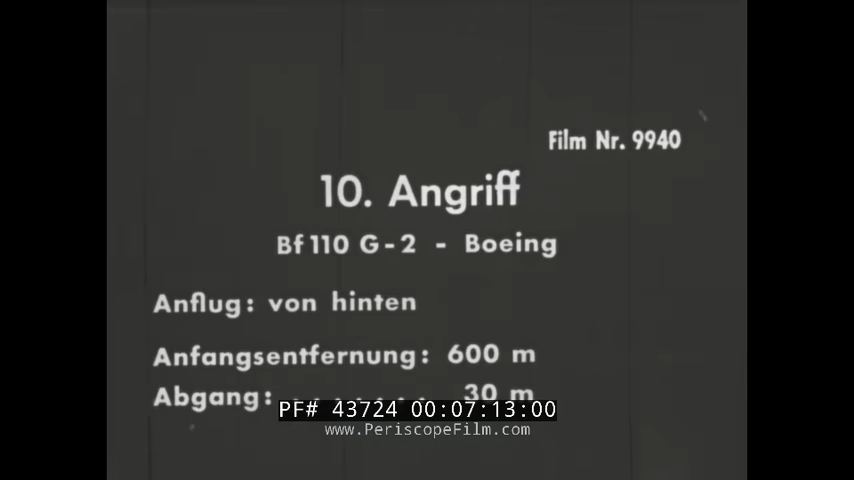 Film Nr. 9940
10. Angriff
Bf 110 G-2 - Boeing
Anflug: von hinten
Anfangsentfernung: 600 m
Abgang: . . . . . . . 30 m
PF# 43724 00:07:13:00
www.PeriscopeFilm.com